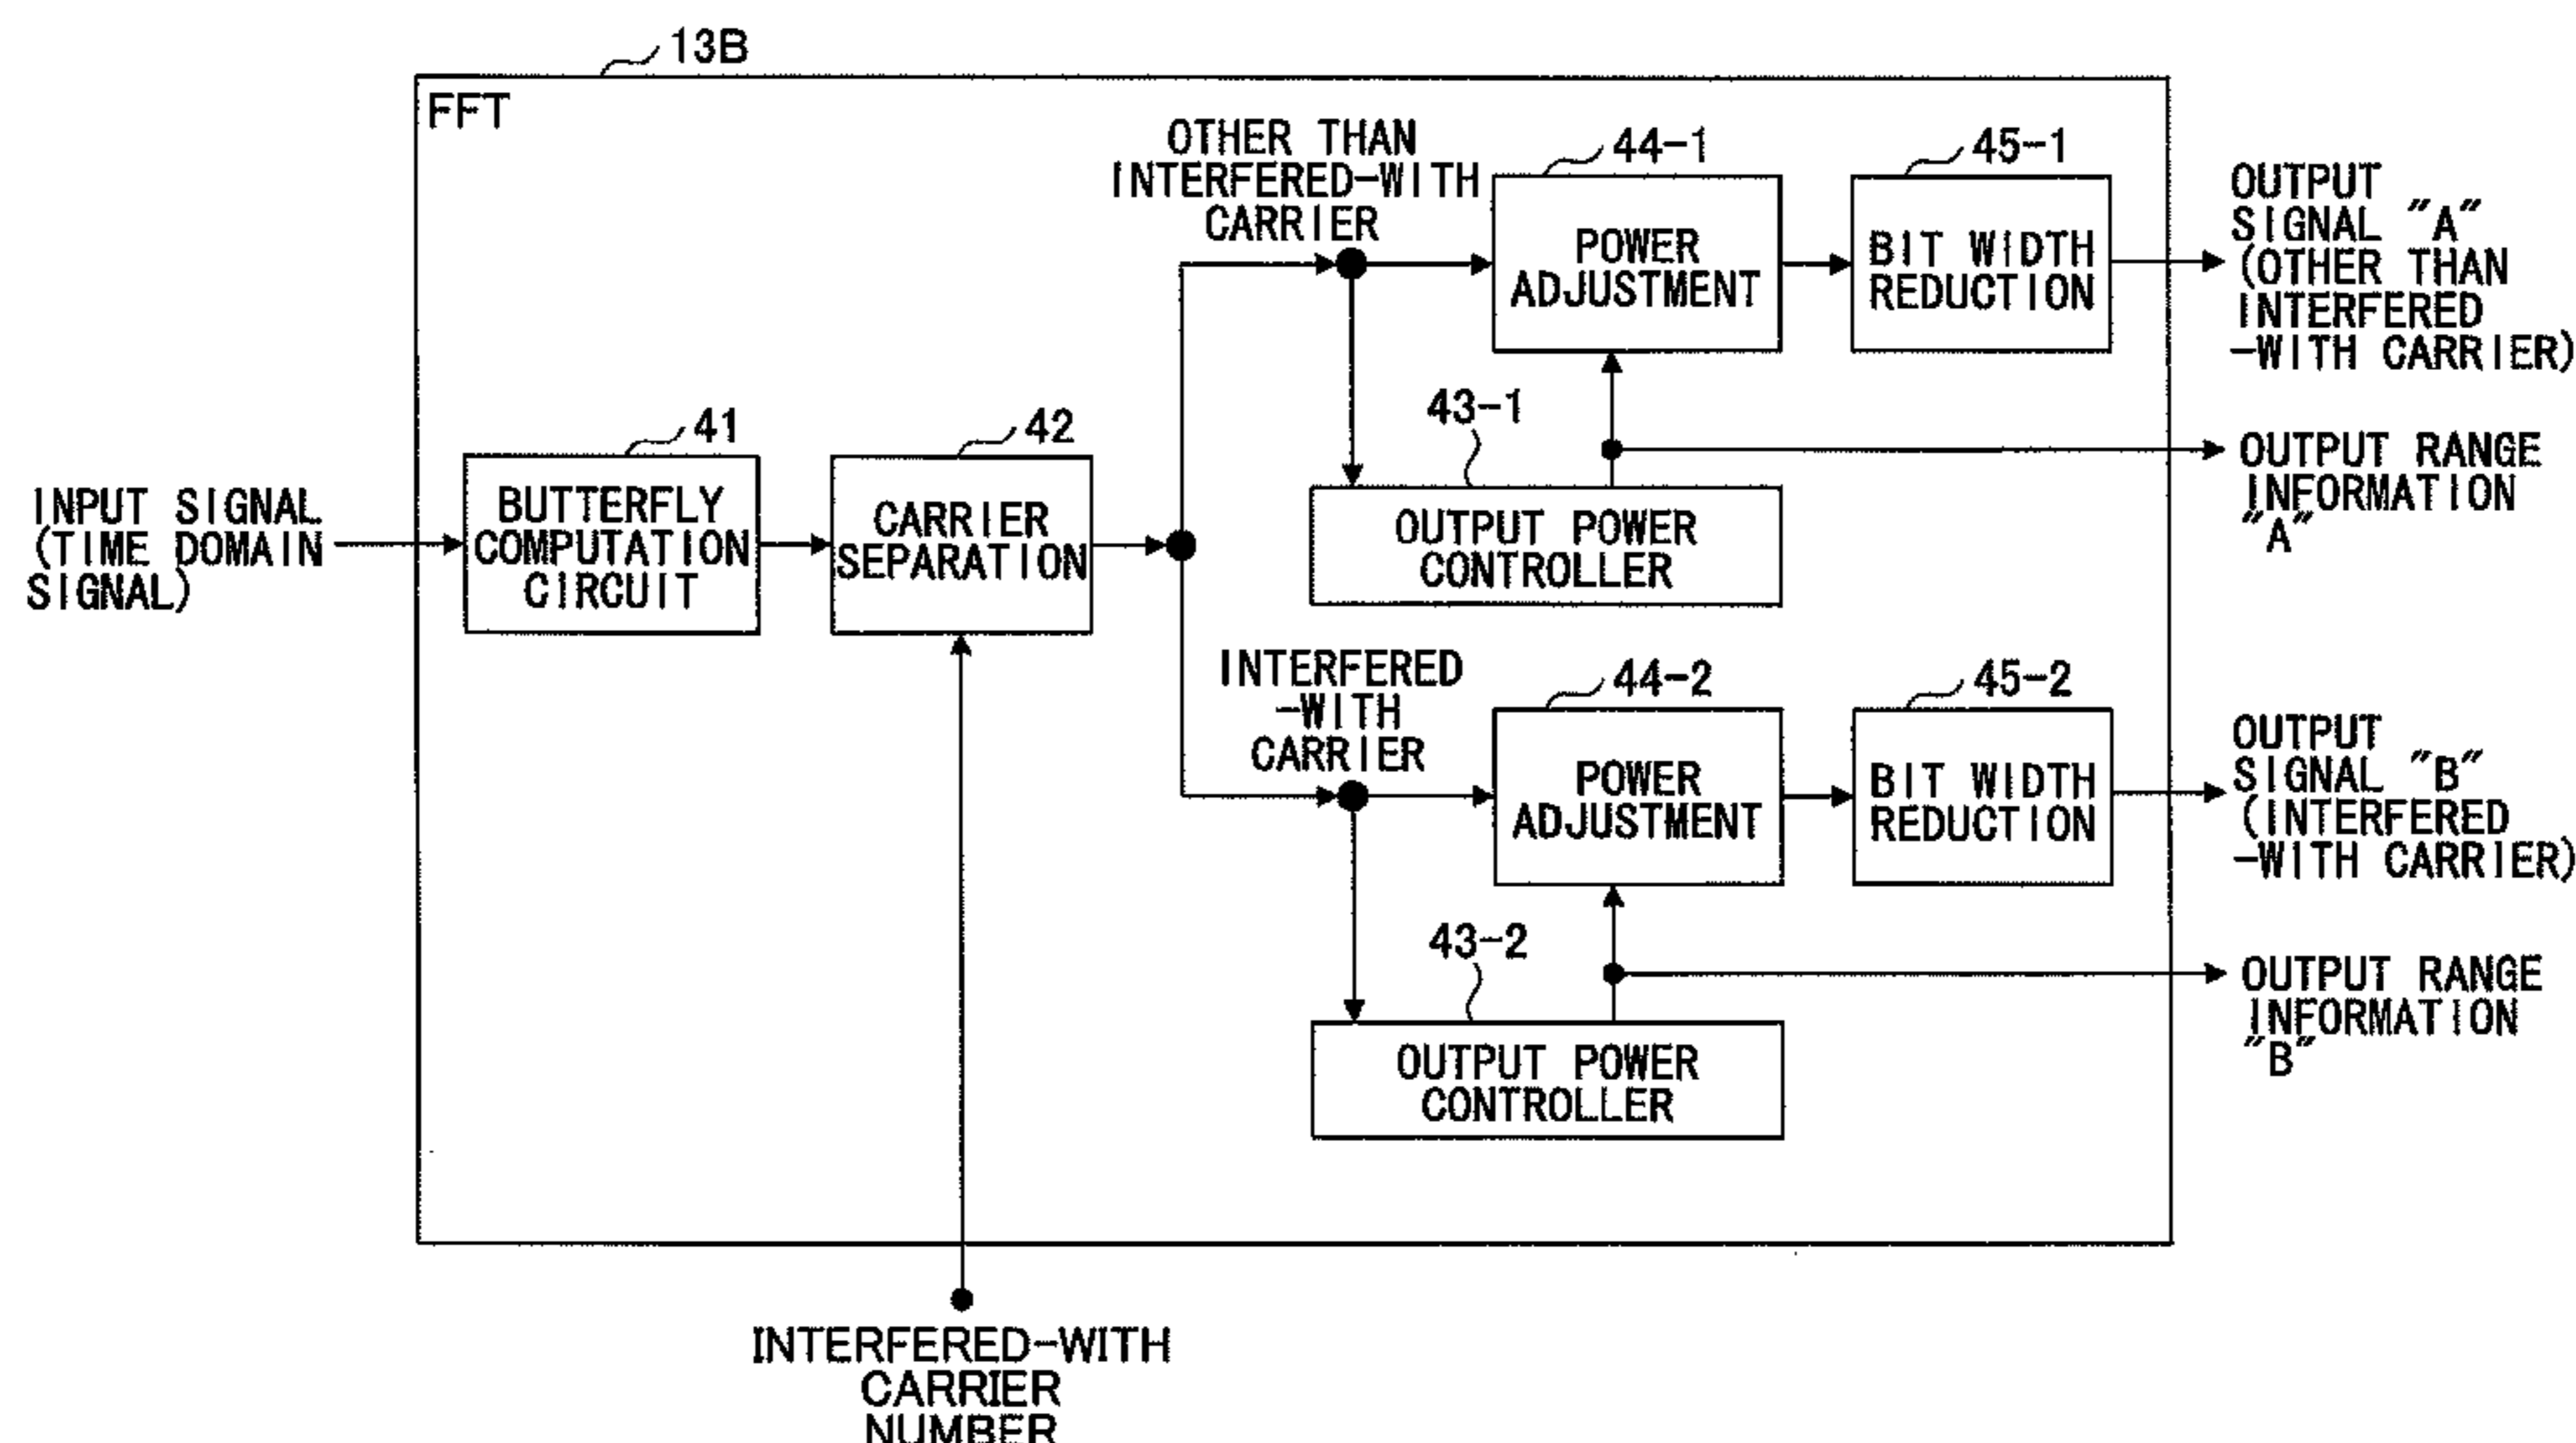 13B
FFT
OTHER THAN
INTERFERED-WITH
CARRIER
44-1
45-1
POWER
ADJUSTMENT
BIT WIDTH
REDUCTION
OUTPUT
SIGNAL "A"
(OTHER THAN
INTERFERED
-WITH CARRIER)
43-1
OUTPUT POWER
CONTROLLER
OUTPUT RANGE
INFORMATION
"A"
INPUT SIGNAL
(TIME DOMAIN
SIGNAL)
41
BUTTERFLY
COMPUTATION
CIRCUIT
42
CARRIER
SEPARATION
INTERFERED
-WITH
CARRIER
44-2
45-2
POWER
ADJUSTMENT
BIT WIDTH
REDUCTION
OUTPUT
SIGNAL "B"
(INTERFERED
-WITH CARRIER)
43-2
OUTPUT POWER
CONTROLLER
OUTPUT RANGE
INFORMATION
"B"
INTERFERED-WITH
CARRIER
NUMBER